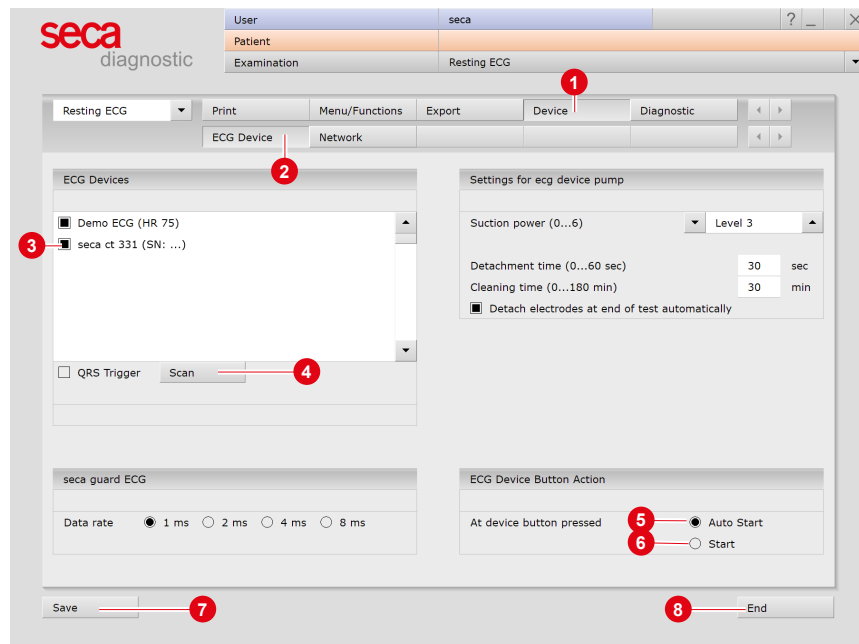 seca
diagnostic
User seca ? _ X
Patient
Examination Resting ECG
1
Resting ECG Print Menu/Functions Export Device Diagnostic
ECG Device Network
2
ECG Devices Settings for ecg device pump
Demo ECG (HR 75) Suction power (0...6) Level 3
3 seca ct 331 (SN: ...)
Detachment time (0...60 sec) 30 sec
Cleaning time (0...180 min) 30 min
Detach electrodes at end of test automatically
QRS Trigger Scan 4
seca guard ECG ECG Device Button Action
Data rate 1 ms 2 ms 4 ms 8 ms At device button pressed 5 Auto Start
6 Start
Save 7 8 End